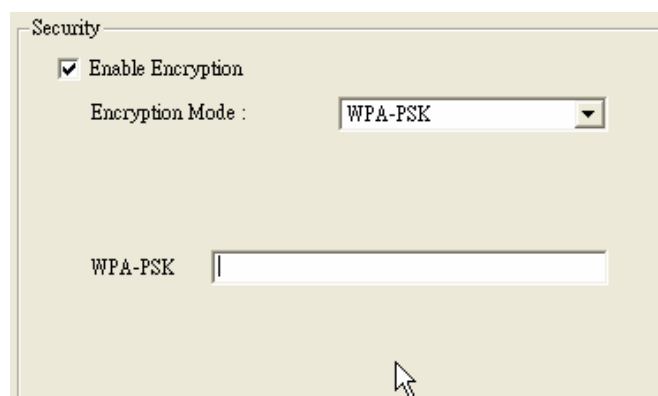 Security
Enable Encryption
Encryption Mode :
WPA-PSK
WPA-PSK